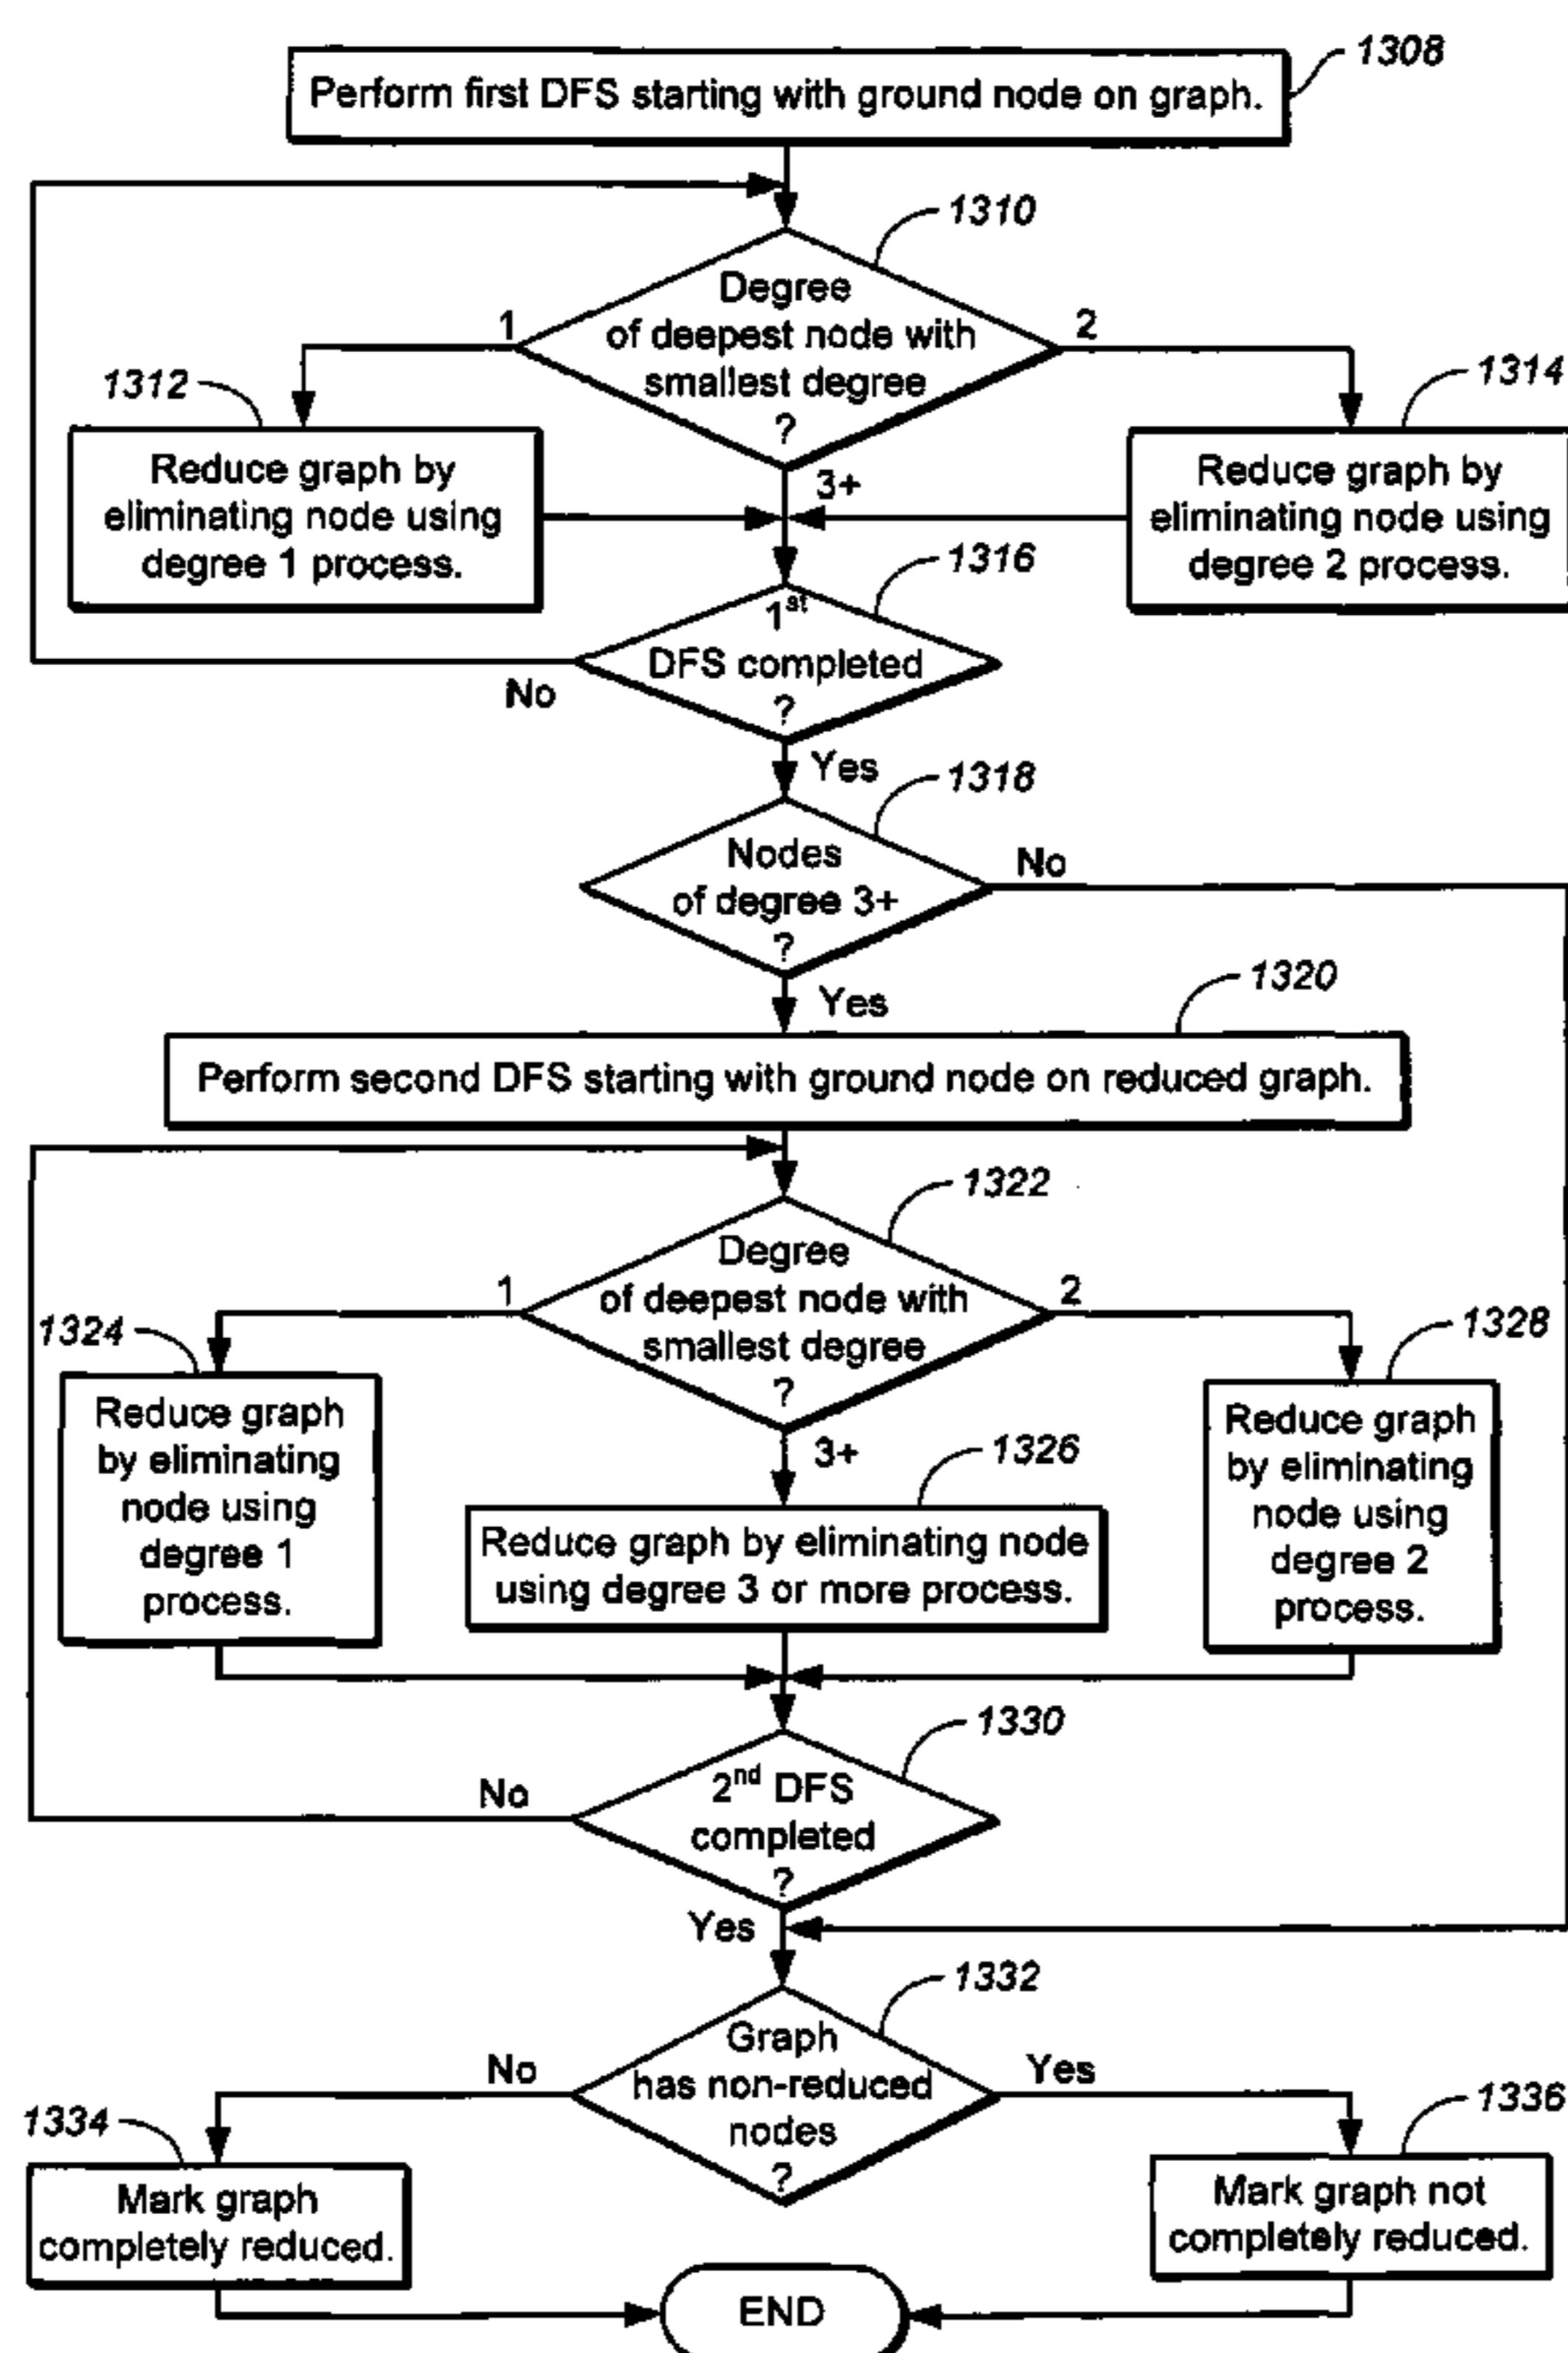 1308
Perform first DFS starting with ground node on graph.
1310
Degree
of deepest node with
smallest degree
?
1
2
3+
1312
Reduce graph by
eliminating node using
degree 1 process.
1314
Reduce graph by
eliminating node using
degree 2 process.
1316
1st
DFS completed
?
No
Yes
1318
Nodes
of degree 3+
?
No
Yes
1320
Perform second DFS starting with ground node on reduced graph.
1322
Degree
of deepest node with
smallest degree
?
1
2
3+
1324
Reduce graph
by eliminating
node using
degree 1
process.
1326
Reduce graph by eliminating node
using degree 3 or more process.
1328
Reduce graph
by eliminating
node using
degree 2
process.
1330
2nd DFS
completed
?
No
Yes
1332
Graph
has non-reduced
nodes
?
No
Yes
1334
Mark graph
completely reduced.
1336
Mark graph not
completely reduced.
END